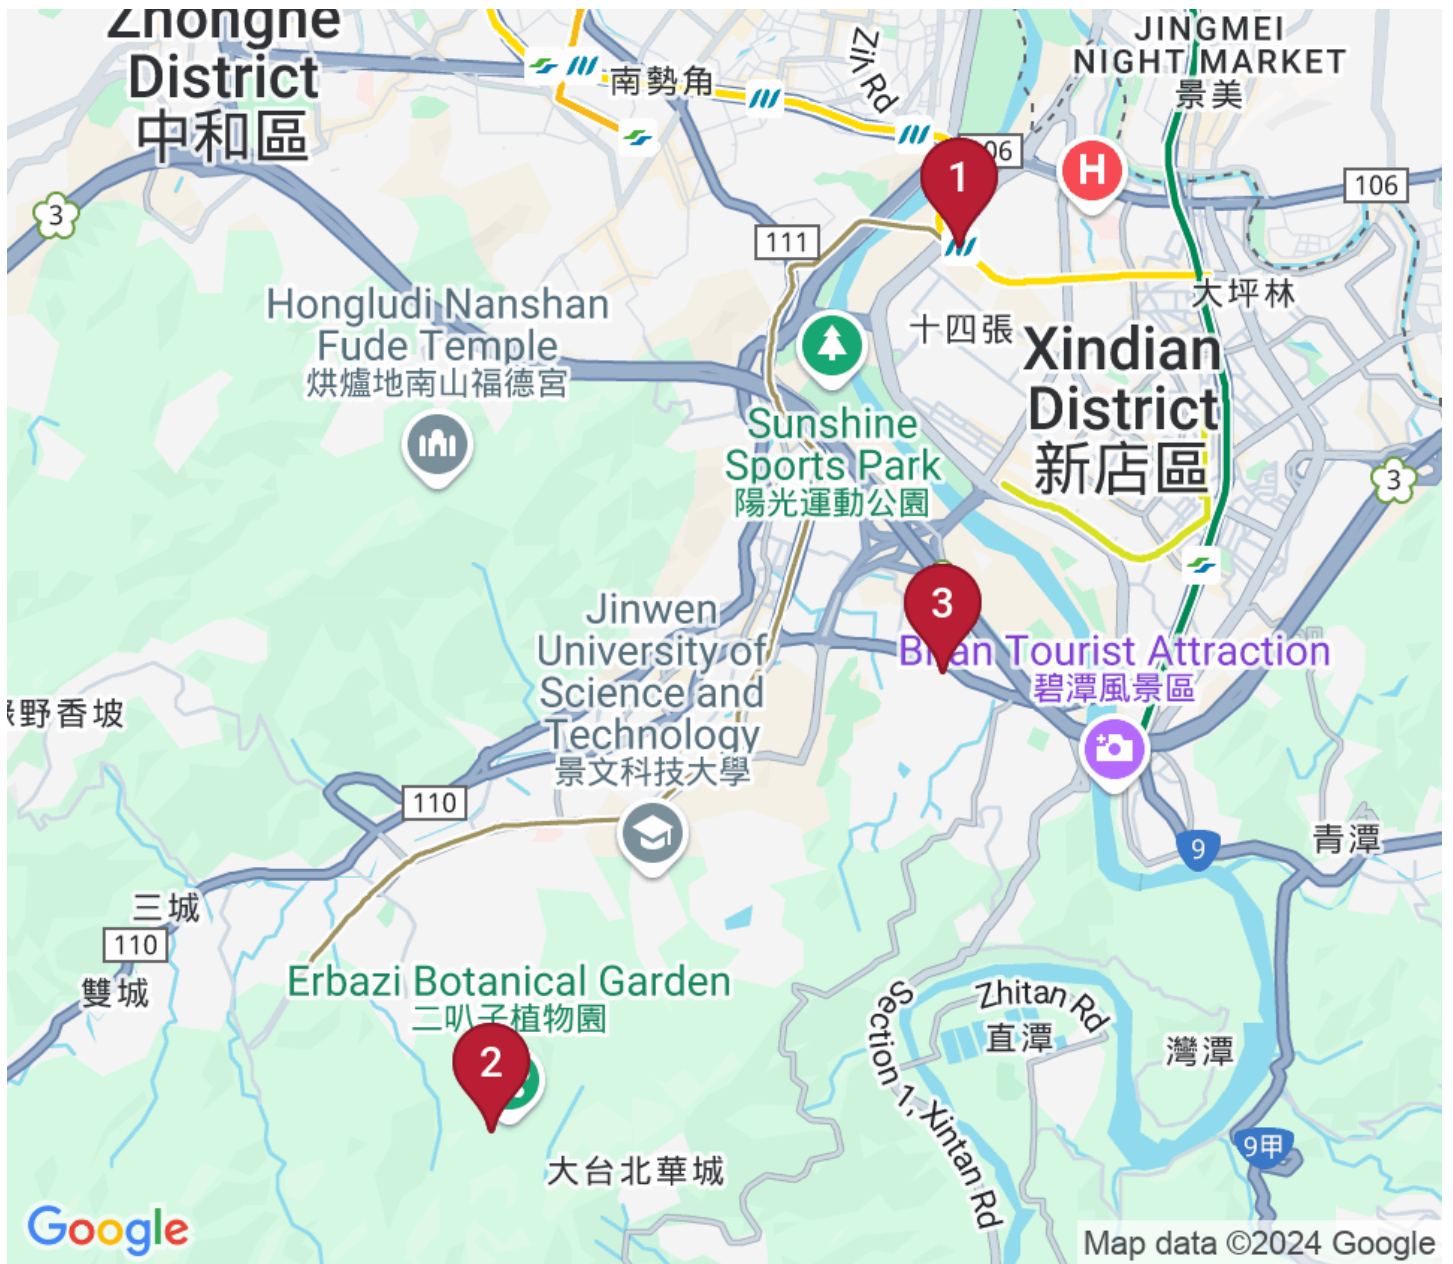 Zhonghe
District
中和區
南勢角
Zili Rd
JINGMEI
NIGHT MARKET
景美
3
106
1
H
106
111
Hongludi Nanshan
Fude Temple
烘爐地南山福德宮
大坪林
十四張
Xindian
District
新店區
Sunshine
Sports Park
陽光運動公園
3
3
Jinwen
University of
Science and
Technology
景文科技大學
Tourist Attraction
碧潭風景區
野香坡
110
9
青潭
三城
110
雙城
Erbazi Botanical Garden
二叭子植物園
2
Section 1, Xintan Rd
Zhitan Rd
直潭
灣潭
9甲
大台北華城
Google
Map data ©2024 Google